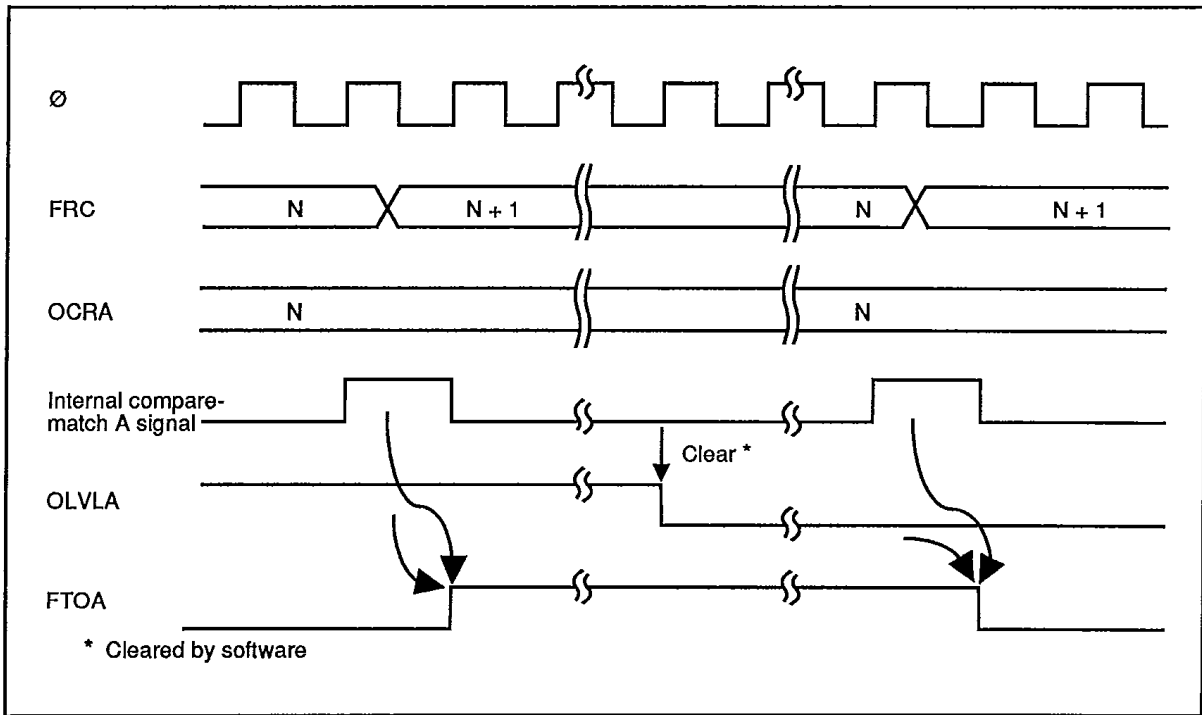 Ø
FRC
N
N + 1
N
N + 1
OCRA
N
N
Internal compare-
match A signal
Clear *
OLVLA
FTOA
* Cleared by software